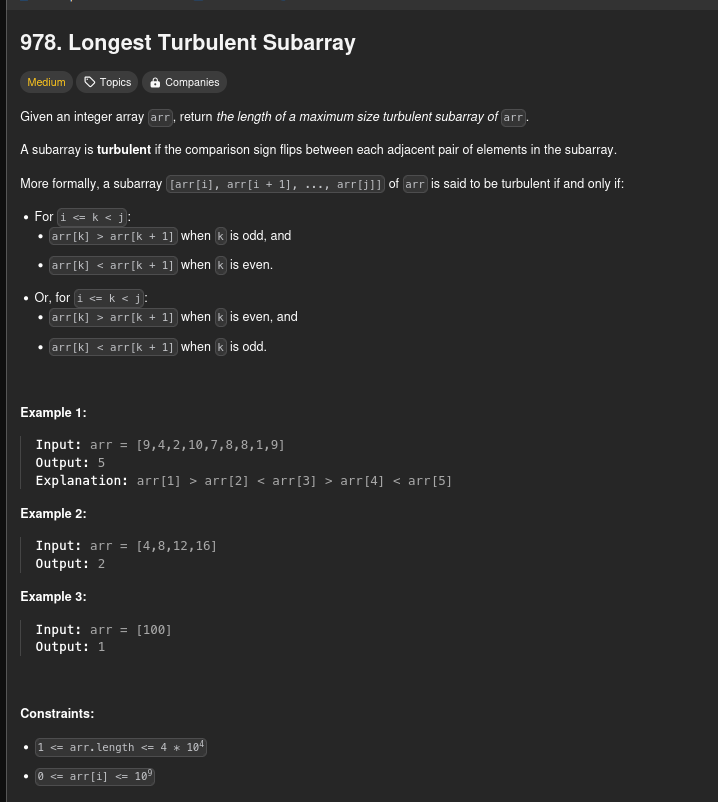 978. Longest Turbulent Subarray
Medium Topics Companies
Given an integer array arr, return the length of a maximum size turbulent subarray of arr.
A subarray is turbulent if the comparison sign flips between each adjacent pair of elements in the subarray.
More formally, a subarray [arr[i], arr[i + 1], ..., arr[j]] of arr is said to be turbulent if and only if:
• For i <= k < j:
• arr[k] > arr[k + 1] when k is odd, and
• arr[k] < arr[k + 1] when k is even.
• Or, for i <= k < j:
• arr[k] > arr[k + 1] when k is even, and
• arr[k] < arr[k + 1] when k is odd.
Example 1:
Input: arr = [9,4,2,10,7,8,8,1,9]
Output: 5
Explanation: arr[1] > arr[2] < arr[3] > arr[4] < arr[5]
Example 2:
Input: arr = [4,8,12,16]
Output: 2
Example 3:
Input: arr = [100]
Output: 1
Constraints:
• 1 <= arr.length <= 4 * 10⁴
• 0 <= arr[i] <= 10⁹